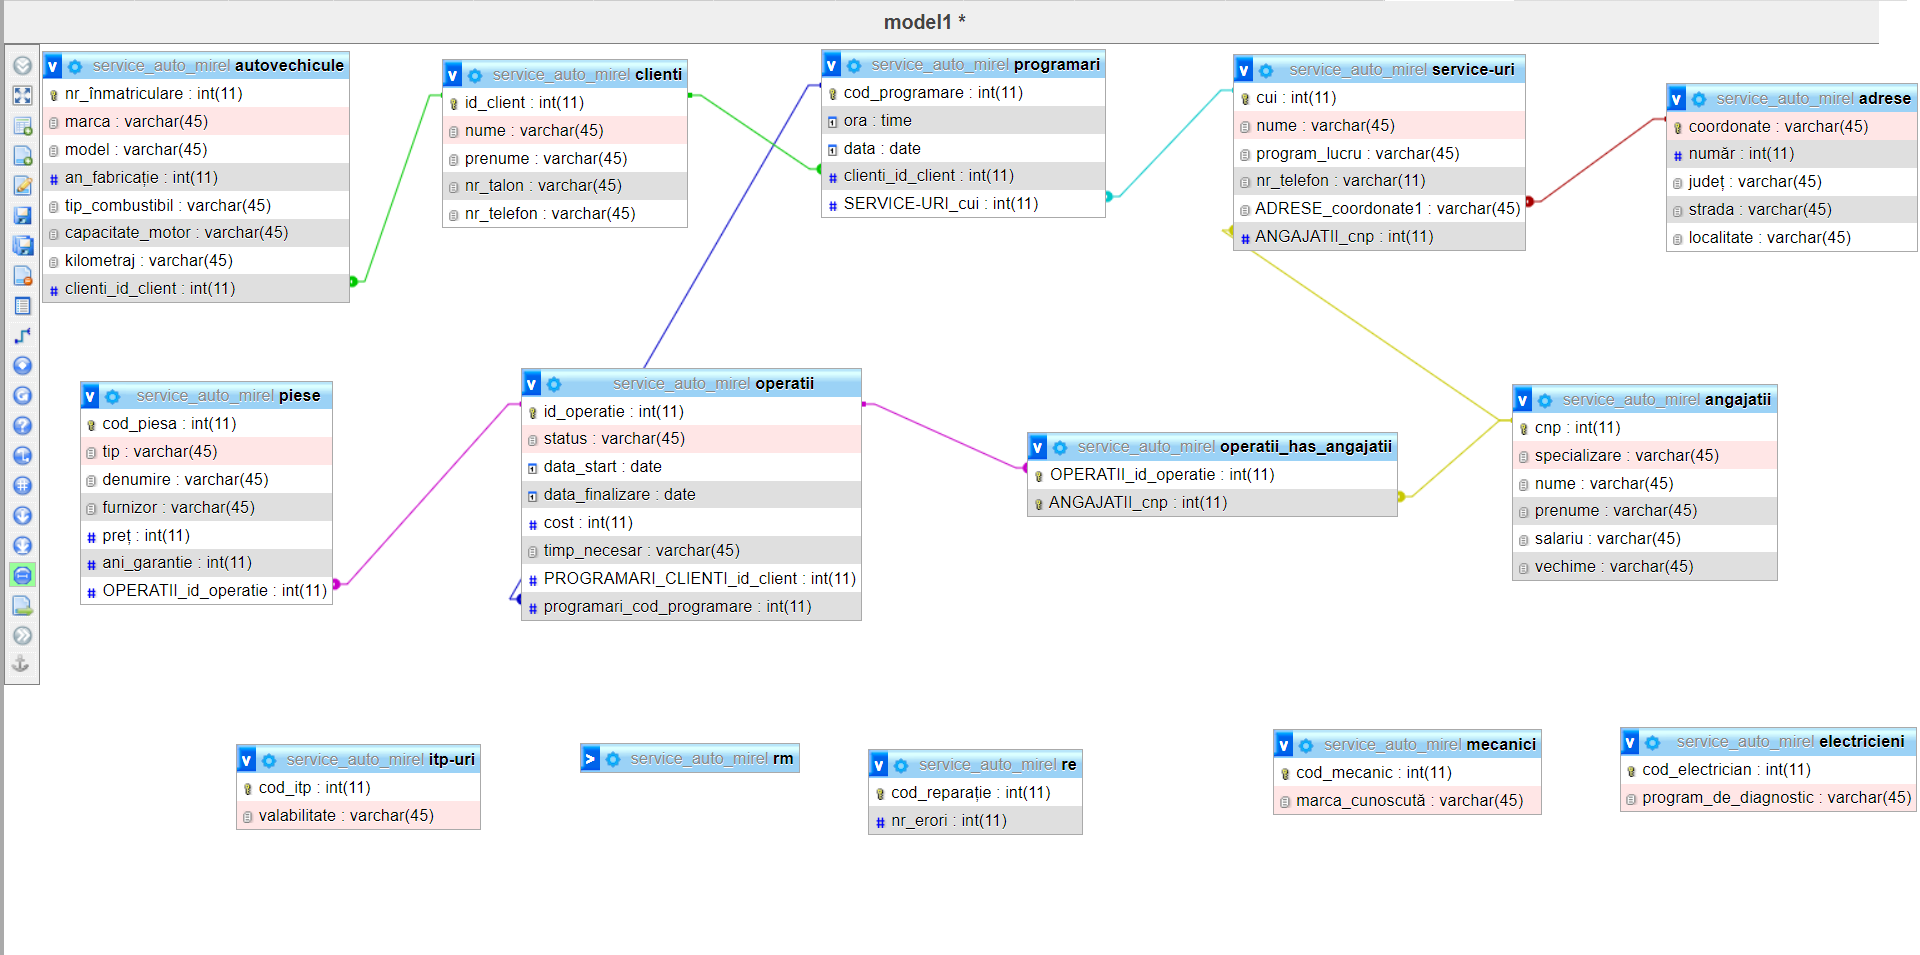 model1 *
service_auto_mirel autovechicule
nr_înmatriculare : int(11)
marca : varchar(45)
model : varchar(45)
an_fabricație : int(11)
tip_combustibil : varchar(45)
capacitate_motor : varchar(45)
kilometraj : varchar(45)
clienti_id_client : int(11)
service_auto_mirel clienti
id_client : int(11)
nume : varchar(45)
prenume : varchar(45)
nr_talon : varchar(45)
nr_telefon : varchar(45)
service_auto_mirel programari
cod_programare : int(11)
ora : time
data : date
clienti_id_client : int(11)
SERVICE-URI_cui : int(11)
service_auto_mirel service-uri
cui : int(11)
nume : varchar(45)
program_lucru : varchar(45)
nr_telefon : varchar(11)
ADRESE_coordonate1 : varchar(45)
ANGAJATII_cnp : int(11)
service_auto_mirel adrese
coordonate : varchar(45)
număr : int(11)
județ : varchar(45)
strada : varchar(45)
localitate : varchar(45)
service_auto_mirel piese
cod_piesa : int(11)
tip : varchar(45)
denumire : varchar(45)
furnizor : varchar(45)
preț : int(11)
ani_garantie : int(11)
OPERATII_id_operatie : int(11)
service_auto_mirel operatii
id_operatie : int(11)
status : varchar(45)
data_start : date
data_finalizare : date
cost : int(11)
timp_necesar : varchar(45)
PROGRAMARI_CLIENTI_id_client : int(11)
programari_cod_programare : int(11)
service_auto_mirel operatii_has_angajatii
OPERATII_id_operatie : int(11)
ANGAJATII_cnp : int(11)
service_auto_mirel angajatii
cnp : int(11)
specializare : varchar(45)
nume : varchar(45)
prenume : varchar(45)
salariu : varchar(45)
vechime : varchar(45)
service_auto_mirel itp-uri
cod_itp : int(11)
valabilitate : varchar(45)
service_auto_mirel rm
service_auto_mirel re
cod_reparație : int(11)
nr_erori : int(11)
service_auto_mirel mecanici
cod_mecanic : int(11)
marca_cunoscută : varchar(45)
service_auto_mirel electricieni
cod_electrician : int(11)
program_de_diagnostic : varchar(45)